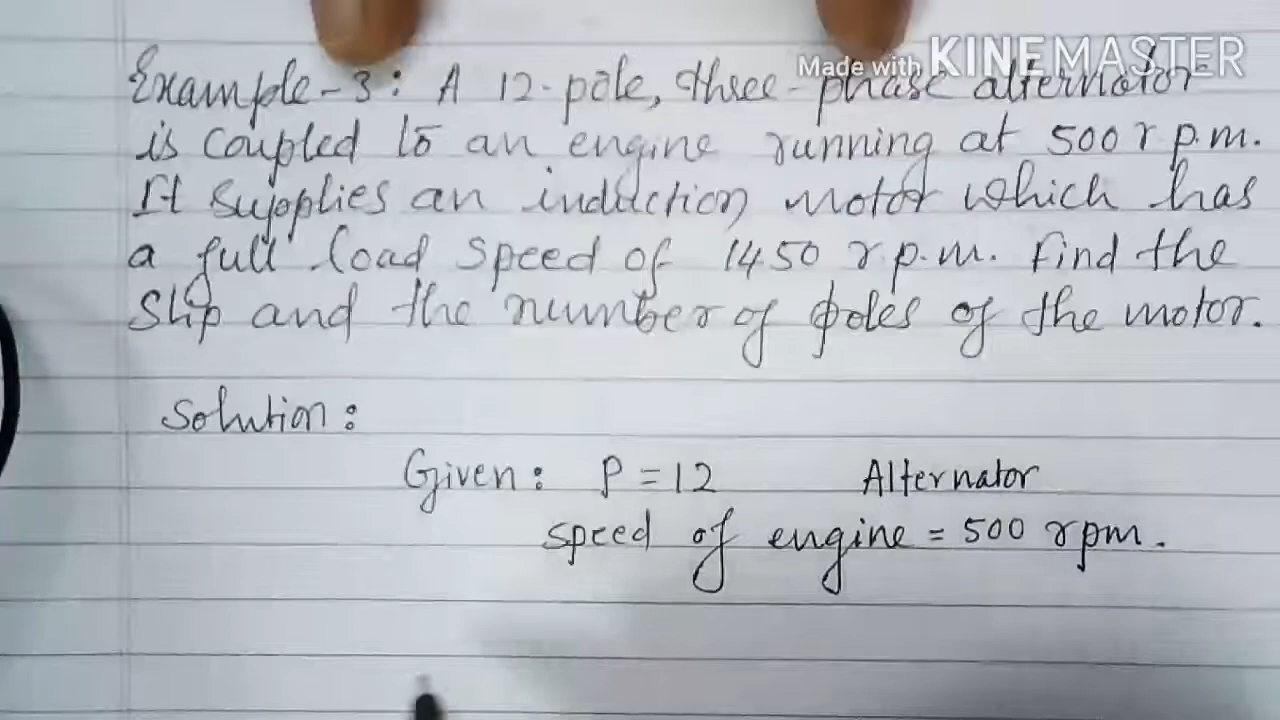 Made with KINEMASTER
Example-3: A 12-pole, three-phase alternator
is coupled to an engine running at 500 r.p.m.
It supplies an induction motor which has
a full load speed of 1450 r.p.m. Find the
slip and the number of poles of the motor.
Solution:
Given: P = 12 Alternator
speed of engine = 500 rpm.